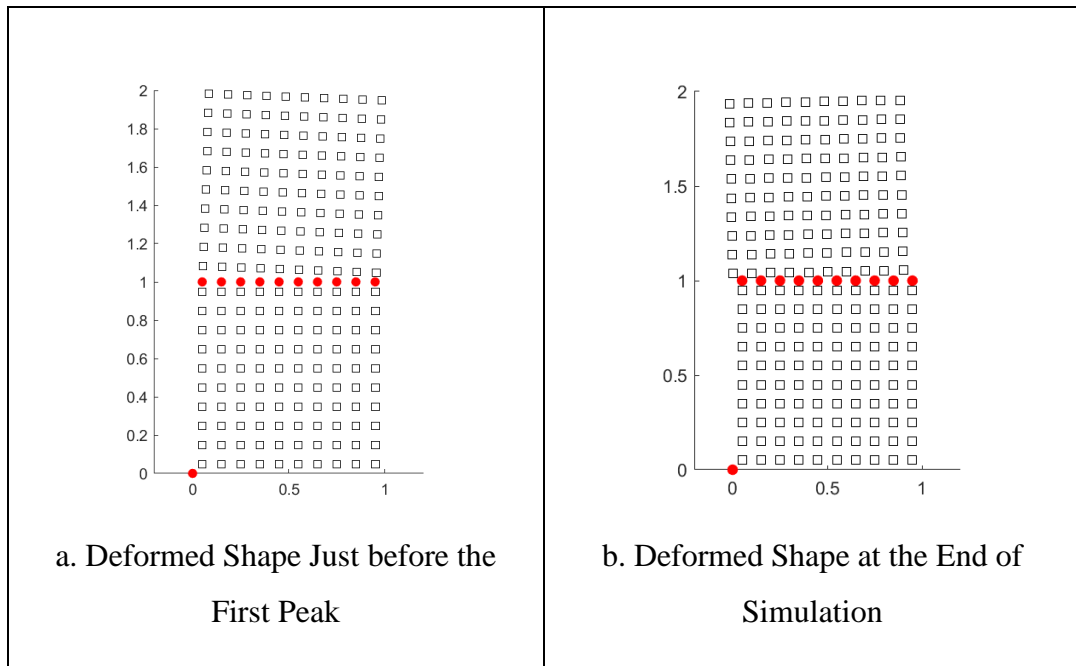 2
1.8
1.6
1.4
1.2
1
0.8
0.6
0.4
0.2
0
0 0.5 1
a. Deformed Shape Just before the
First Peak
2
1.5
1
0.5
0
0 0.5 1
b. Deformed Shape at the End of
Simulation